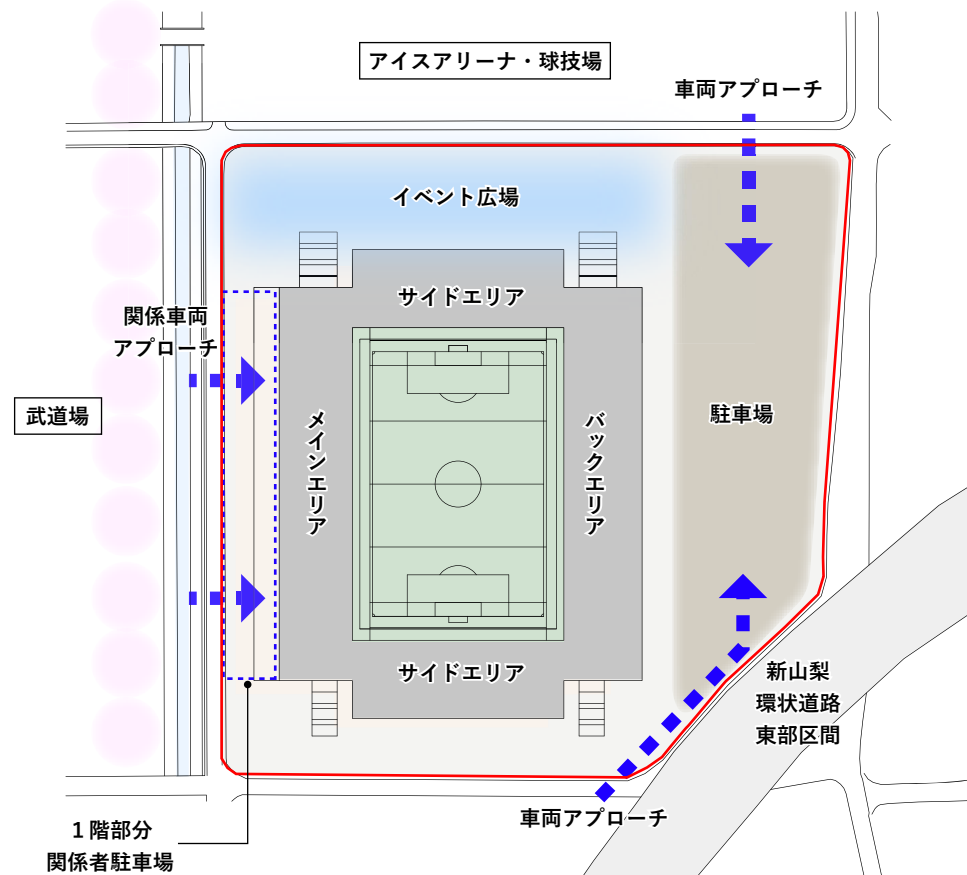 アイスアリーナ・球技場
車両アプローチ
イベント広場
サイドエリア
関係車両
アプローチ
武道場
メインエリア
バックエリア
駐車場
サイドエリア
新山梨
環状道路
東部区間
車両アプローチ
1階部分
関係者駐車場